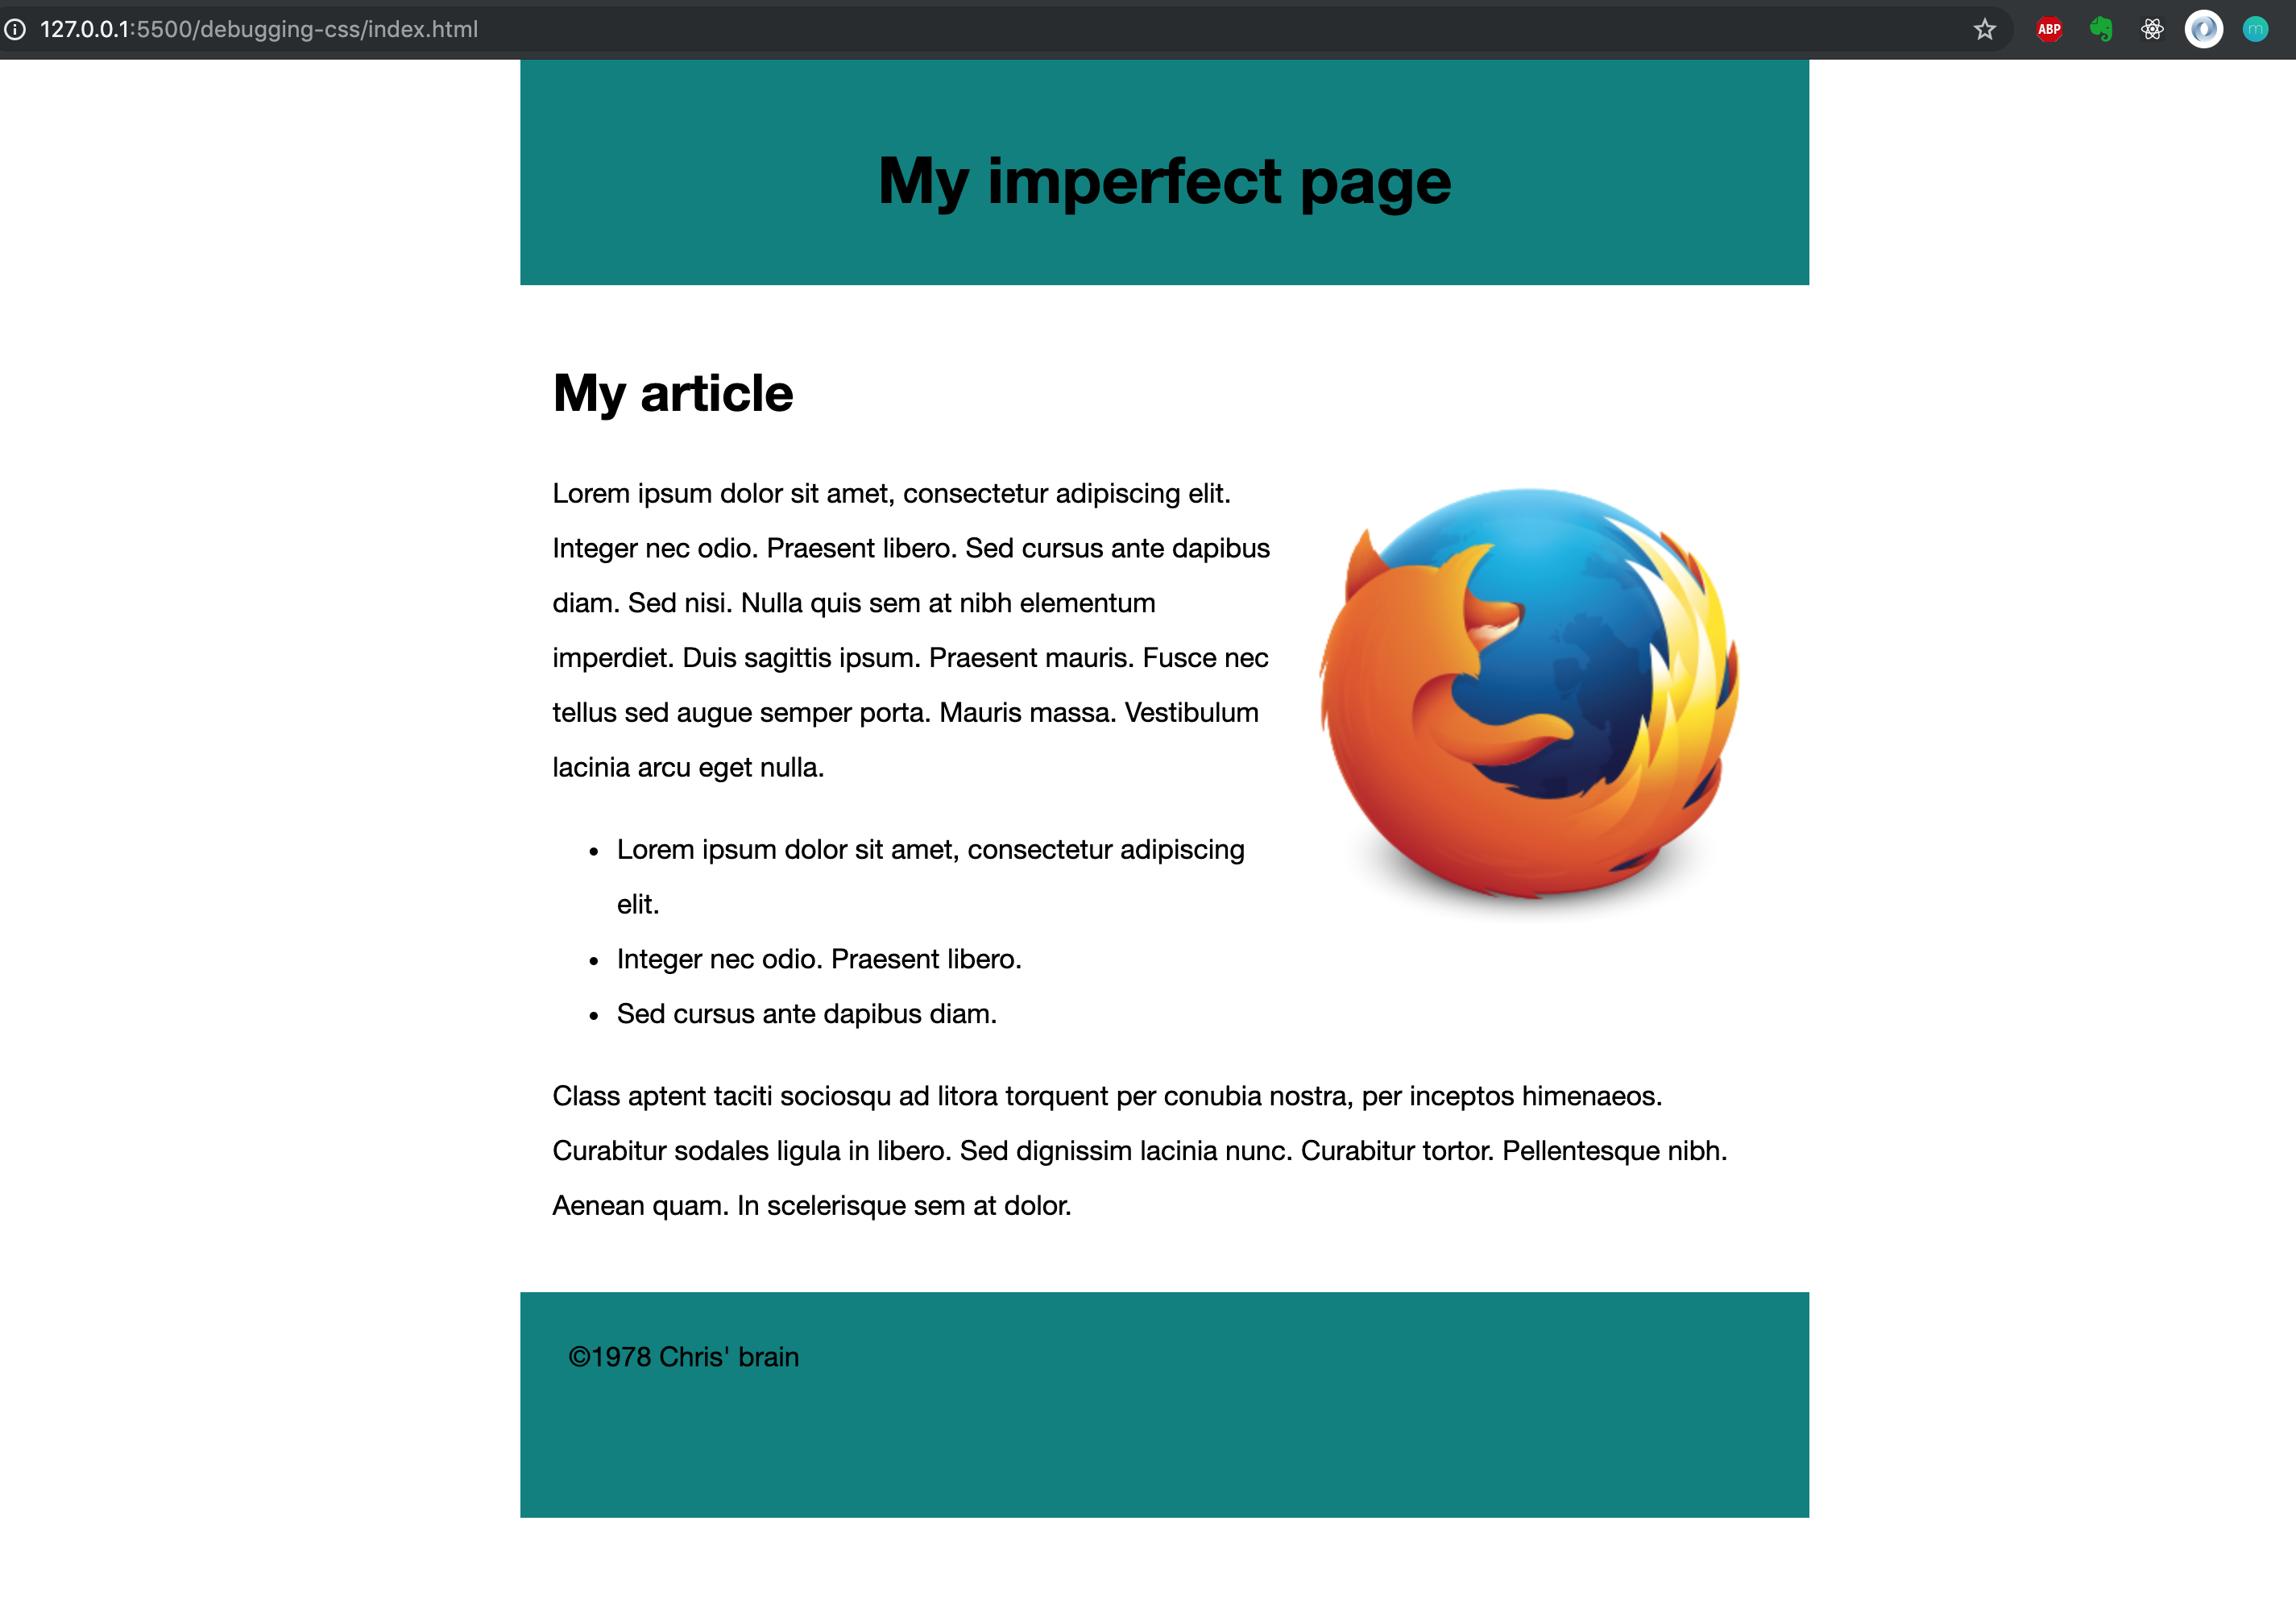 127.0.0.1:5500/debugging-css/index.html
ABP
m
My imperfect page
My article
Lorem ipsum dolor sit amet, consectetur adipiscing elit.
Integer nec odio. Praesent libero. Sed cursus ante dapibus
diam. Sed nisi. Nulla quis sem at nibh elementum
imperdiet. Duis sagittis ipsum. Praesent mauris. Fusce nec
tellus sed augue semper porta. Mauris massa. Vestibulum
lacinia arcu eget nulla.
• Lorem ipsum dolor sit amet, consectetur adipiscing
elit.
• Integer nec odio. Praesent libero.
• Sed cursus ante dapibus diam.
Class aptent taciti sociosqu ad litora torquent per conubia nostra, per inceptos himenaeos.
Curabitur sodales ligula in libero. Sed dignissim lacinia nunc. Curabitur tortor. Pellentesque nibh.
Aenean quam. In scelerisque sem at dolor.
©1978 Chris' brain